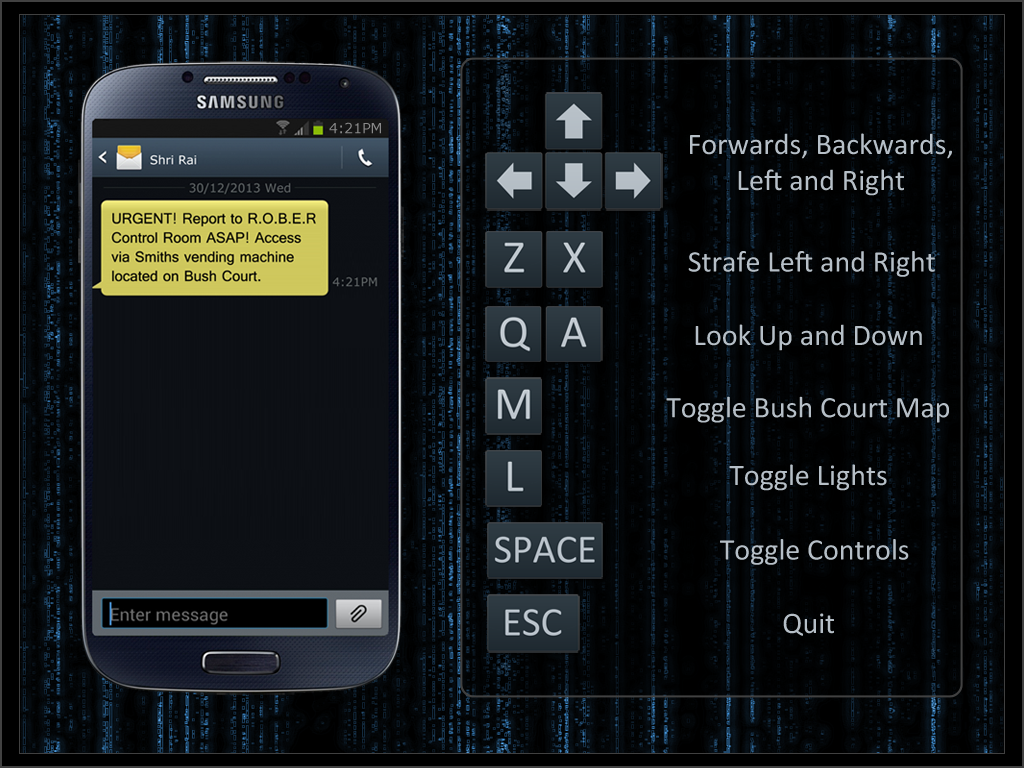 SAMSUNG
4:21PM
Shri Rai
30/12/2013 Wed
URGENT! Report to R.O.B.E.R
Control Room ASAP! Access
via Smiths vending machine
located on Bush Court.
4:21PM
Enter message
Forwards, Backwards,
Left and Right
Z X
Strafe Left and Right
Q A
Look Up and Down
M
Toggle Bush Court Map
L
Toggle Lights
SPACE
Toggle Controls
ESC
Quit